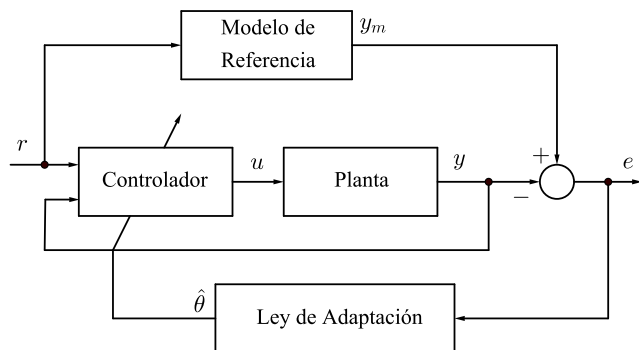 Modelo de
Referencia
y_m
r
Controlador
u
Planta
y
+
−
e
θ̂
Ley de Adaptación